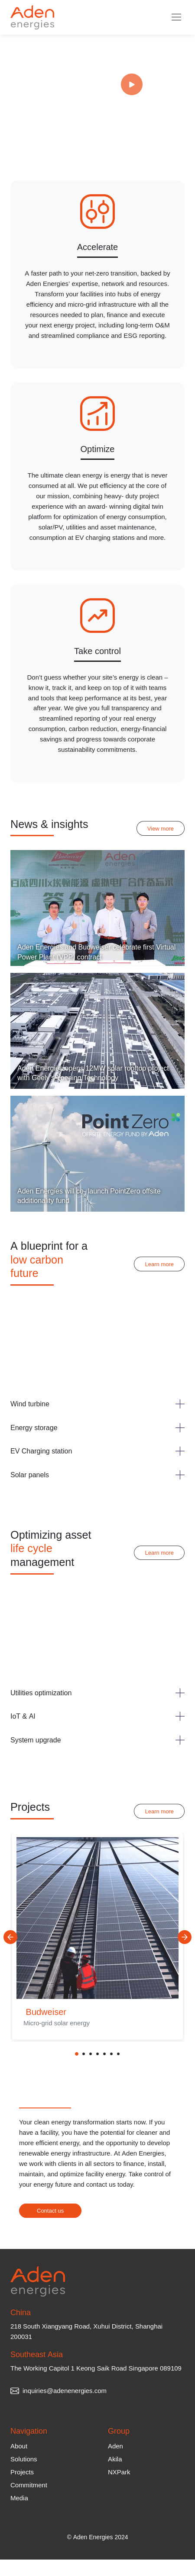 Aden
energies
Accelerate
A faster path to your net-zero transition, backed by
Aden Energies' expertise, network and resources.
Transform your facilities into hubs of energy
efficiency and micro-grid infrastructure with all the
resources needed to plan, finance and execute
your next energy project, including long-term O&M
and streamlined compliance and ESG reporting.
Optimize
The ultimate clean energy is energy that is never
consumed at all. We put efficiency at the core of
our mission, combining heavy- duty project
experience with an award- winning digital twin
platform for optimization of energy consumption,
solar/PV, utilities and asset maintenance,
consumption at EV charging stations and more.
Take control
Don't guess whether your site's energy is clean –
know it, track it, and keep on top of it with teams
and tools that keep performance at its best, year
after year. We give you full transparency and
streamlined reporting of your real energy
consumption, carbon reduction, energy-financial
savings and progress towards corporate
sustainability commitments.
News & insights
View more
Aden Energies and Budweiser celebrate first Virtual
Power Plant (VPP) contract
12MW solar rooftop project
PointZero
ENERGY FUND BY Aden
Aden Energies will co-launch PointZero offsite
additionality fund
A blueprint for a
low carbon
future
Learn more
Wind turbine
Energy storage
EV Charging station
Solar panels
Optimizing asset
life cycle
management
Learn more
Utilities optimization
IoT & AI
System upgrade
Projects
Learn more
Budweiser
Micro-grid solar energy
Your clean energy transformation starts now. If you
have a facility, you have the potential for cleaner and
more efficient energy, and the opportunity to develop
renewable energy infrastructure. At Aden Energies,
we work with clients in all sectors to finance, install,
maintain, and optimize facility energy. Take control of
your energy future and contact us today.
Contact us
Aden
energies
China
218 South Xiangyang Road, Xuhui District, Shanghai
200031
Southeast Asia
The Working Capitol 1 Keong Saik Road Singapore 089109
inquiries@adenenergies.com
Navigation
About
Solutions
Projects
Commitment
Media
Group
Aden
Akila
NXPark
© Aden Energies 2024